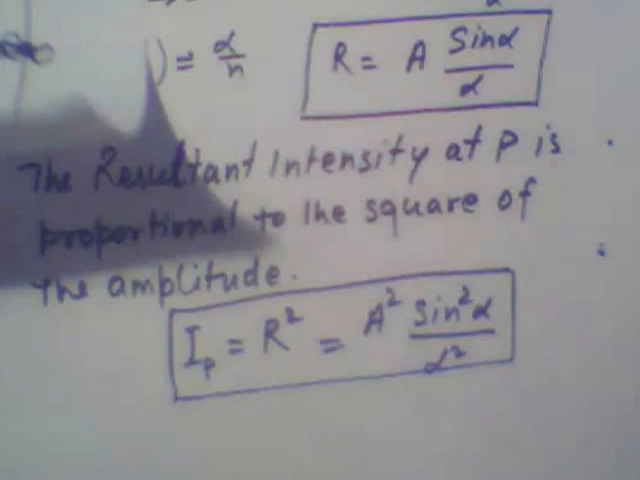 ) = α/n
R = A Sinα/α
The Resultant Intensity at P is
proportional to the square of
the amplitude.
Ip = R² = A² Sin²α/α²